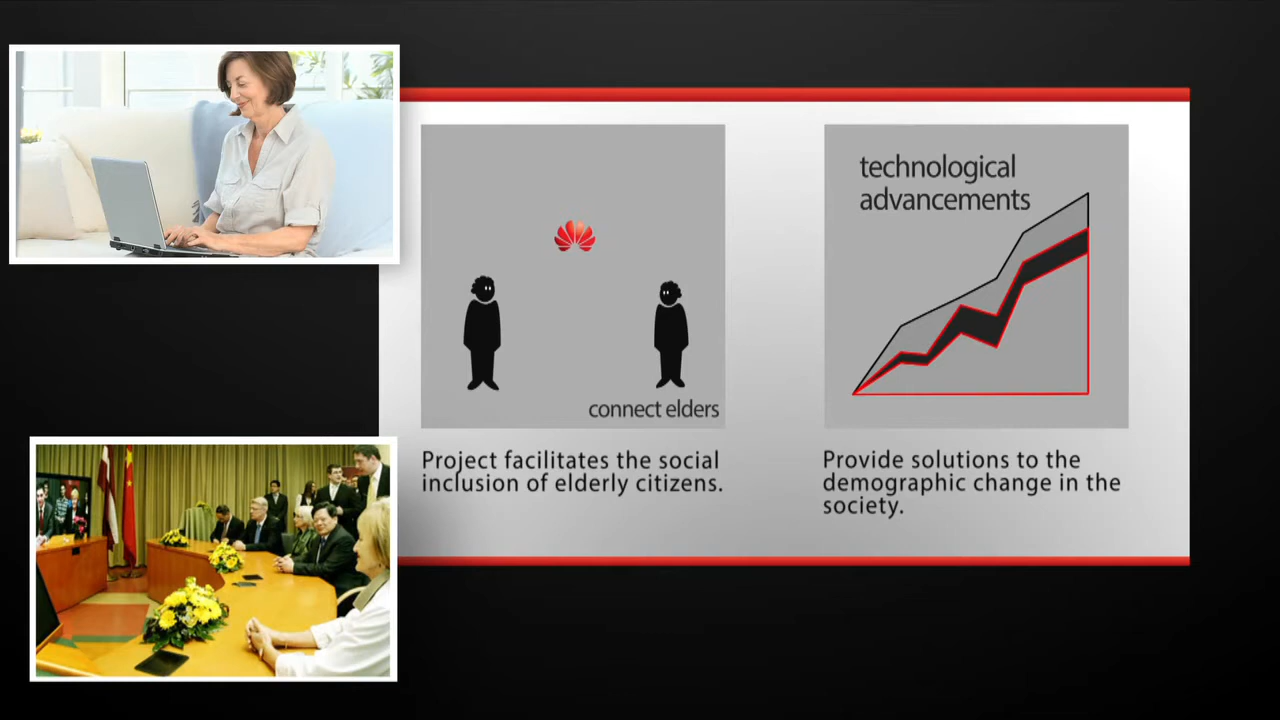 connect elders
Project facilitates the social
inclusion of elderly citizens.
technological
advancements
Provide solutions to the
demographic change in the
society.